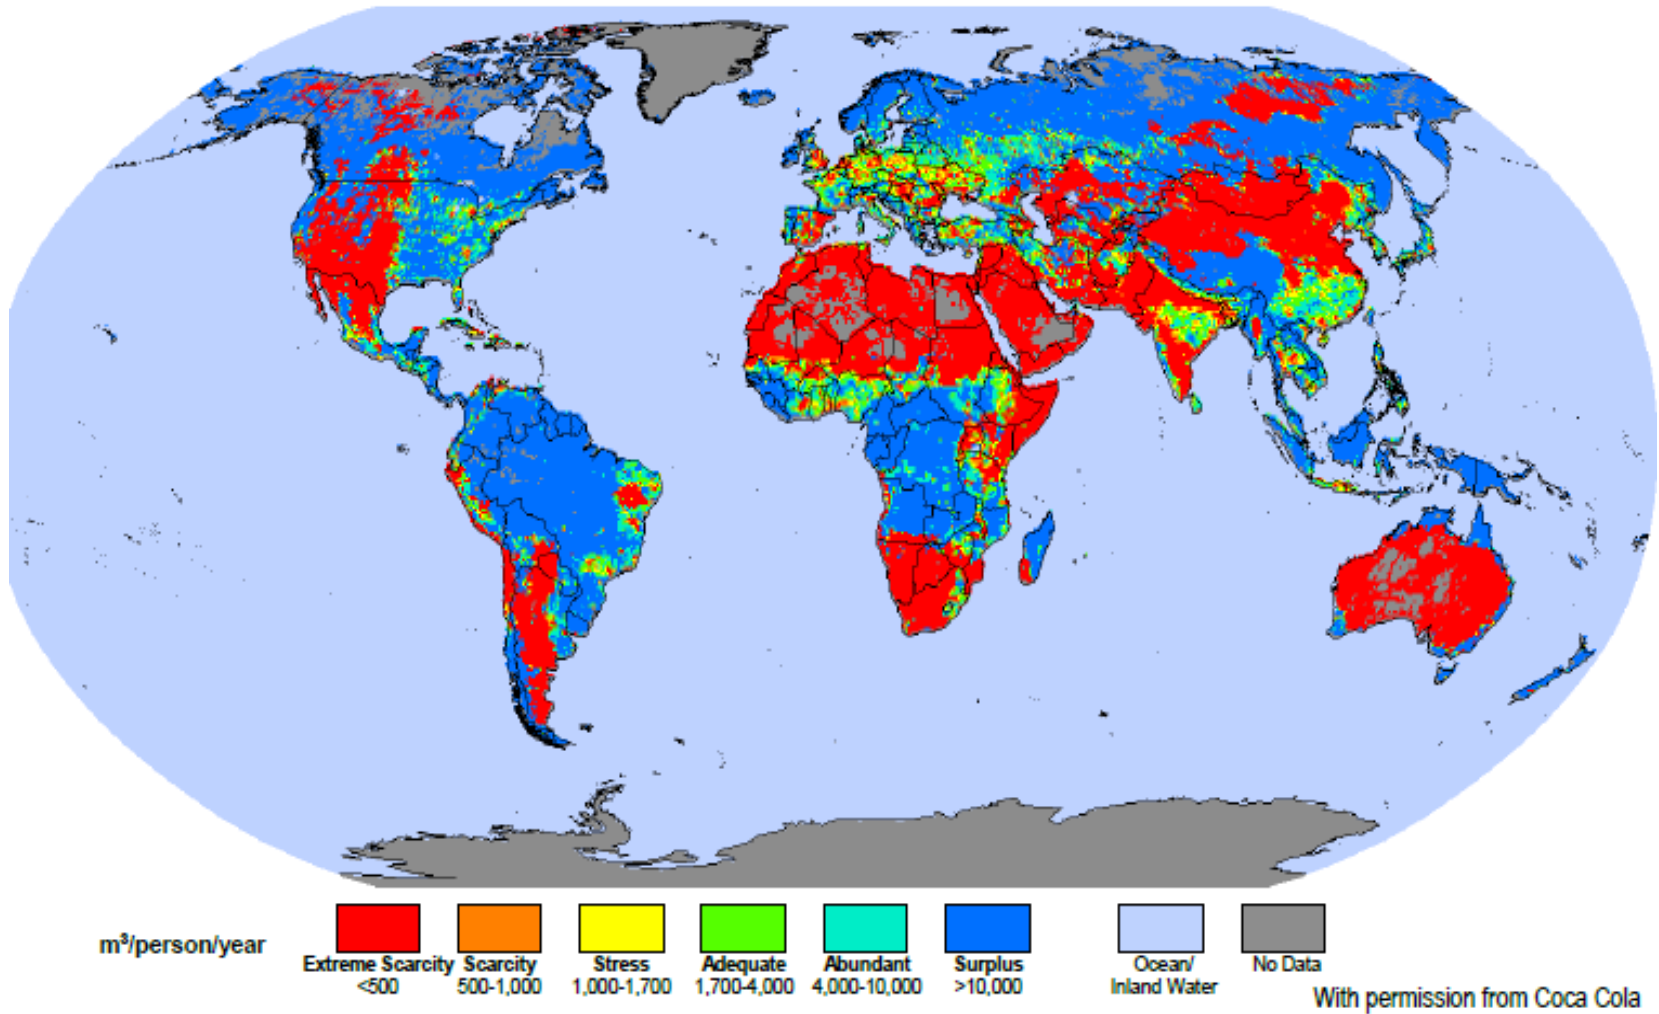 m³/person/year
Extreme Scarcity
<500
Scarcity
500-1,000
Stress
1,000-1,700
Adequate
1,700-4,000
Abundant
4,000-10,000
Surplus
>10,000
Ocean/
Inland Water
No Data
With permission from Coca Cola